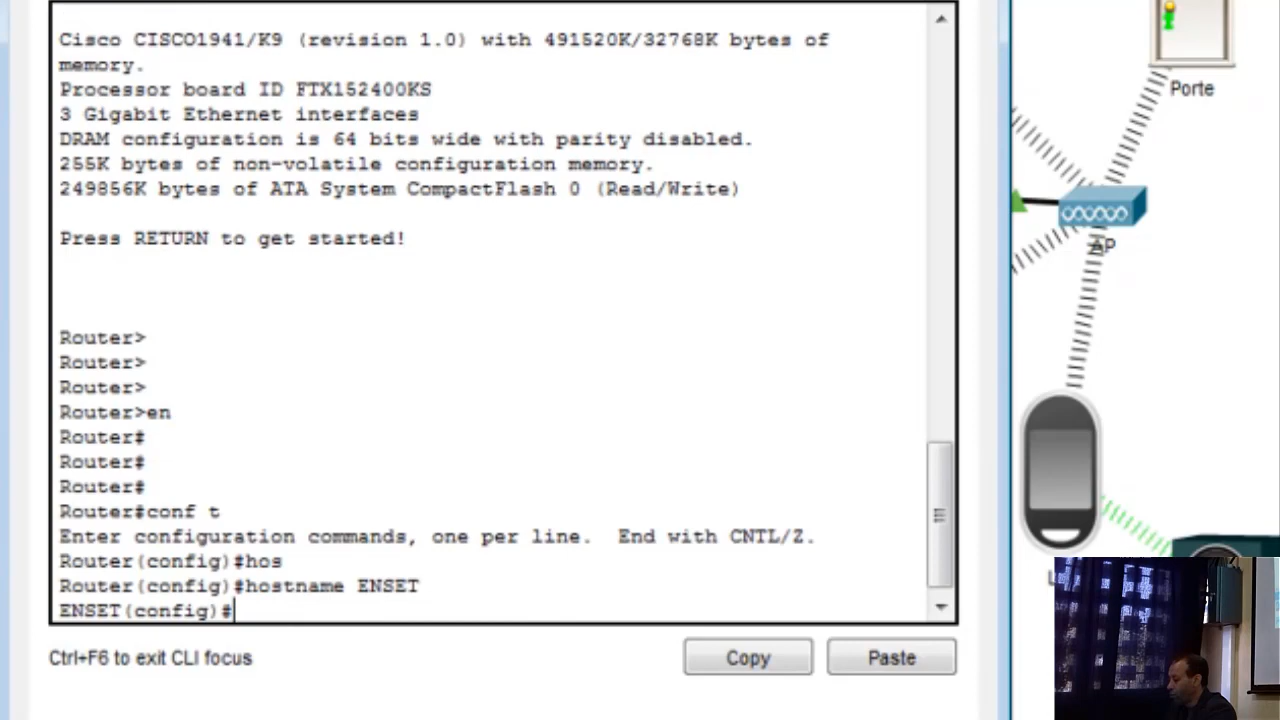 Cisco CISCO1941/K9 (revision 1.0) with 491520K/32768K bytes of
memory.
Processor board ID FTX152400KS
3 Gigabit Ethernet interfaces
DRAM configuration is 64 bits wide with parity disabled.
255K bytes of non-volatile configuration memory.
249856K bytes of ATA System CompactFlash 0 (Read/Write)
Press RETURN to get started!
Router>
Router>
Router>
Router>en
Router#
Router#
Router#
Router#conf t
Enter configuration commands, one per line.  End with CNTL/Z.
Router(config)#hos
Router(config)#hostname ENSET
ENSET(config)#
Ctrl+F6 to exit CLI focus
Copy
Paste
Porte
AP